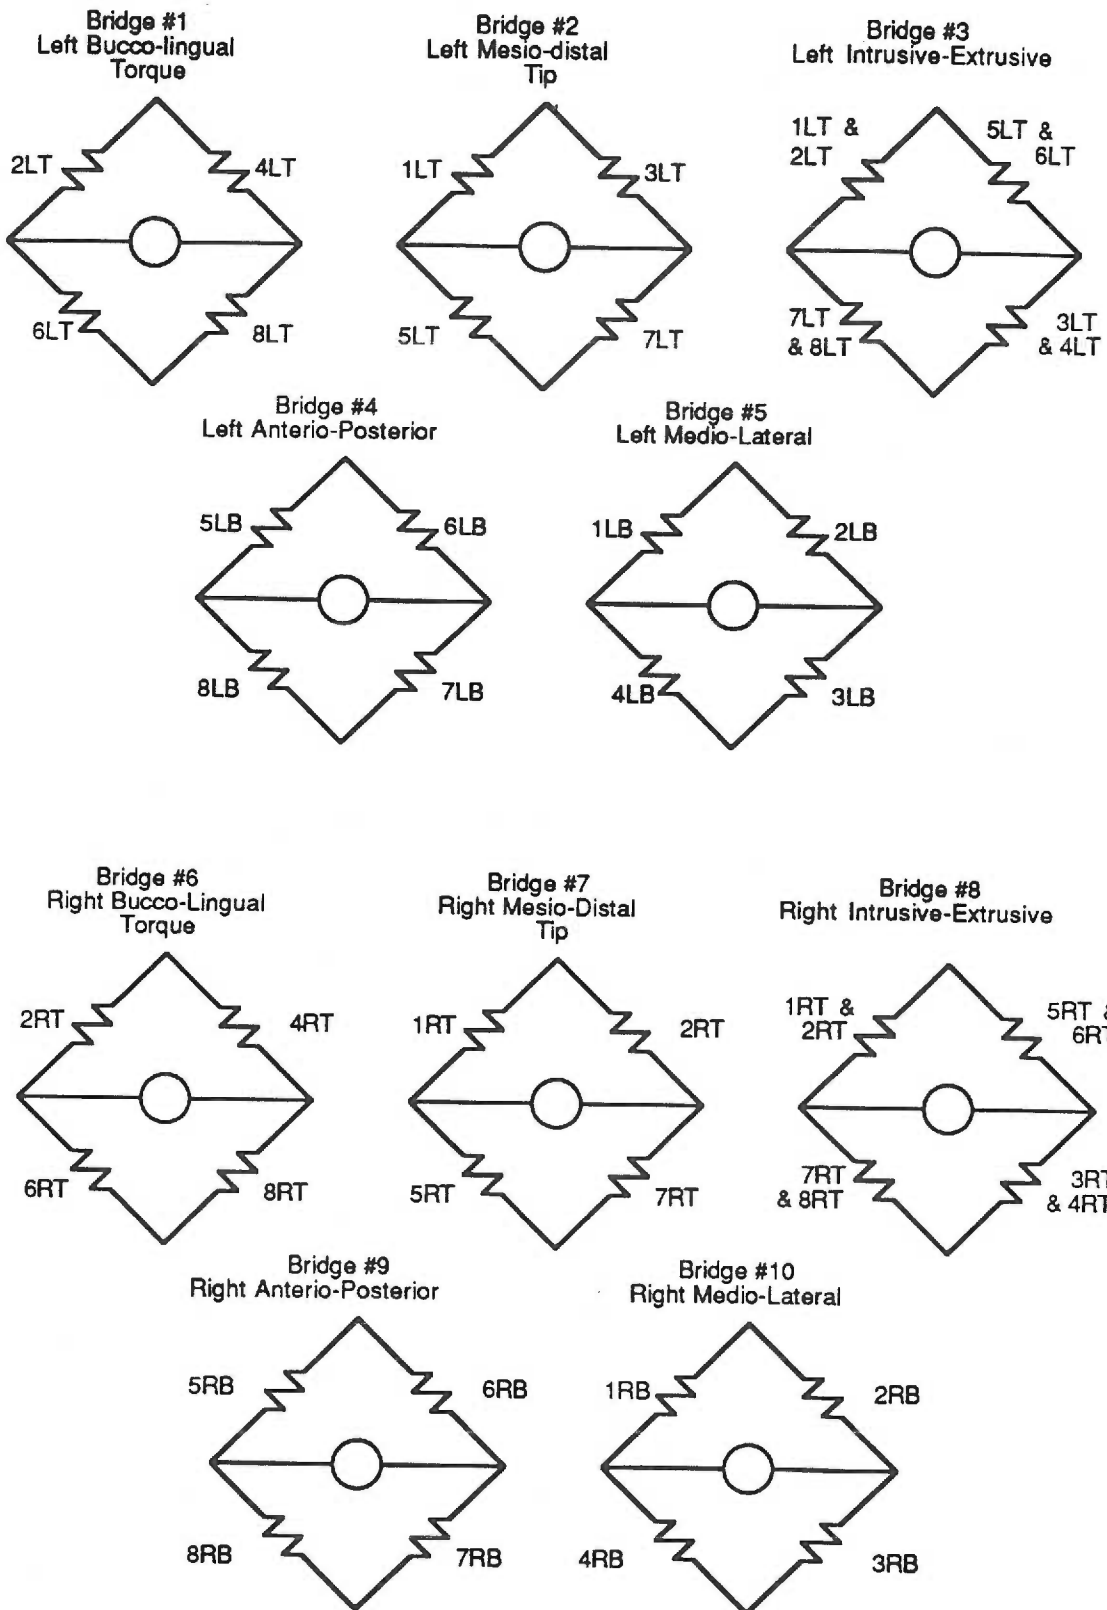 Bridge #1
Left Bucco-lingual
Torque
2LT
4LT
6LT
8LT
Bridge #2
Left Mesio-distal
Tip
1LT
3LT
5LT
7LT
Bridge #3
Left Intrusive-Extrusive
1LT &
2LT
5LT &
6LT
7LT
& 8LT
3LT
& 4LT
Bridge #4
Left Anterio-Posterior
5LB
6LB
8LB
7LB
Bridge #5
Left Medio-Lateral
1LB
2LB
4LB
3LB
Bridge #6
Right Bucco-Lingual
Torque
2RT
4RT
6RT
8RT
Bridge #7
Right Mesio-Distal
Tip
1RT
2RT
5RT
7RT
Bridge #8
Right Intrusive-Extrusive
1RT &
2RT
5RT &
6RT
7RT
& 8RT
3RT
& 4RT
Bridge #9
Right Anterio-Posterior
5RB
6RB
8RB
7RB
Bridge #10
Right Medio-Lateral
1RB
2RB
4RB
3RB